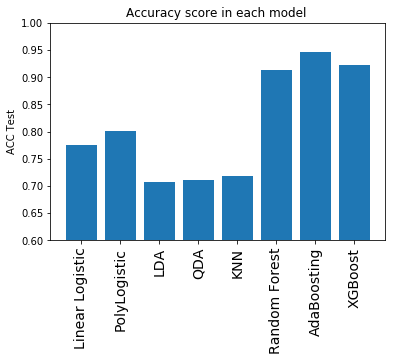 Accuracy score in each model
ACC Test
1.00
0.95
0.90
0.85
0.80
0.75
0.70
0.65
0.60
Linear Logistic
PolyLogistic
LDA
QDA
KNN
Random Forest
AdaBoosting
XGBoost